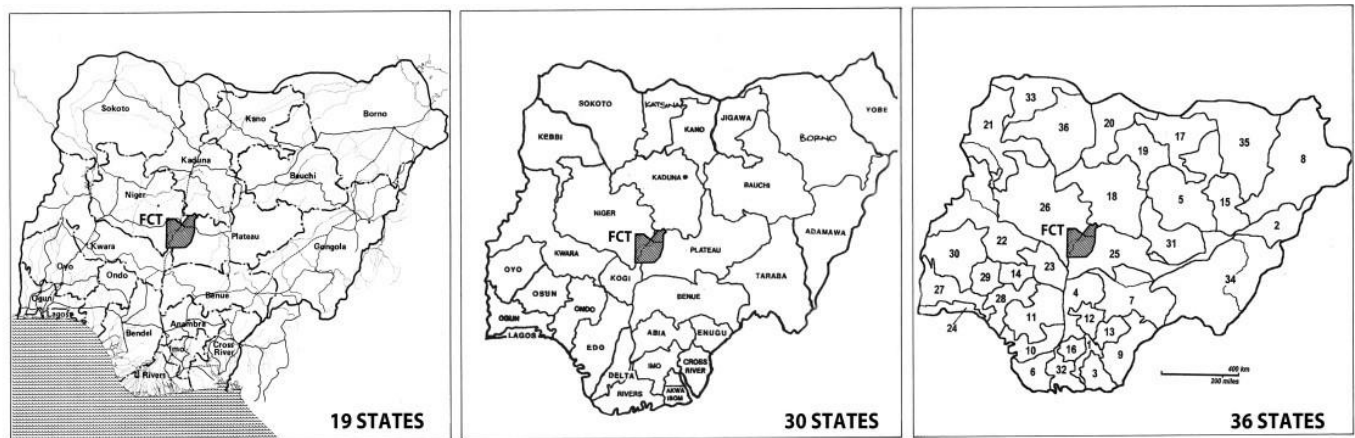 Sokoto
Kano
Borno
Kaduna
Bauchi
Niger
FCT
Plateau
Kwara
Gongola
Oyo
Ondo
Benue
Ogun
Lagos
Bendel
Anambra
Imo
Cross
River
Rivers
19 STATES
SOKOTO
KATSINA
YOBE
KANO
JIGAWA
BORNO
KEBBI
KADUNA
BAUCHI
NIGER
FCT
ADAMAWA
PLATEAU
KWARA
OYO
KOGI
TARABA
OSUN
BENUE
ONDO
OGUN
LAGOS
ABIA
ENUGU
EDO
IMO
CROSS
RIVER
DELTA
RIVERS
AKWA
IBOM
30 STATES
33
21
36
20
17
35
8
19
26
18
5
15
2
FCT
22
31
30
23
25
34
29
14
27
28
4
7
24
11
12
13
10
16
1
9
6
32
3
400 km
200 miles
36 STATES